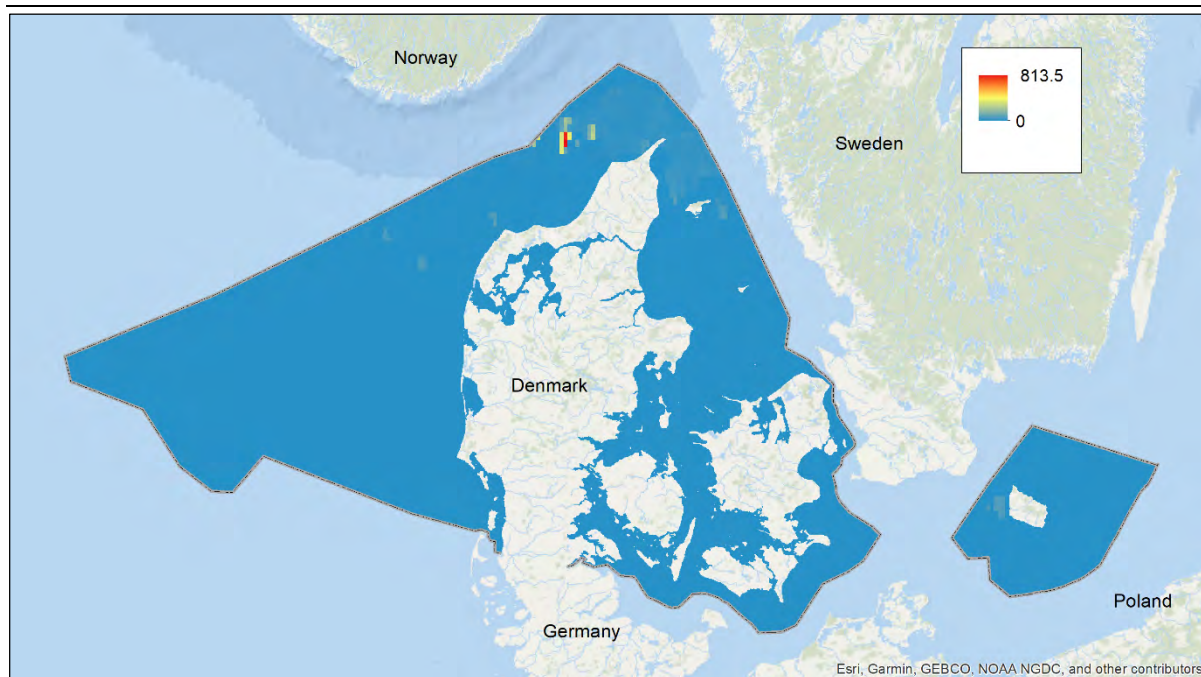 Norway
813.5
0
Sweden
Denmark
Poland
Germany
Esri, Garmin, GEBCO, NOAA NGDC, and other contributors